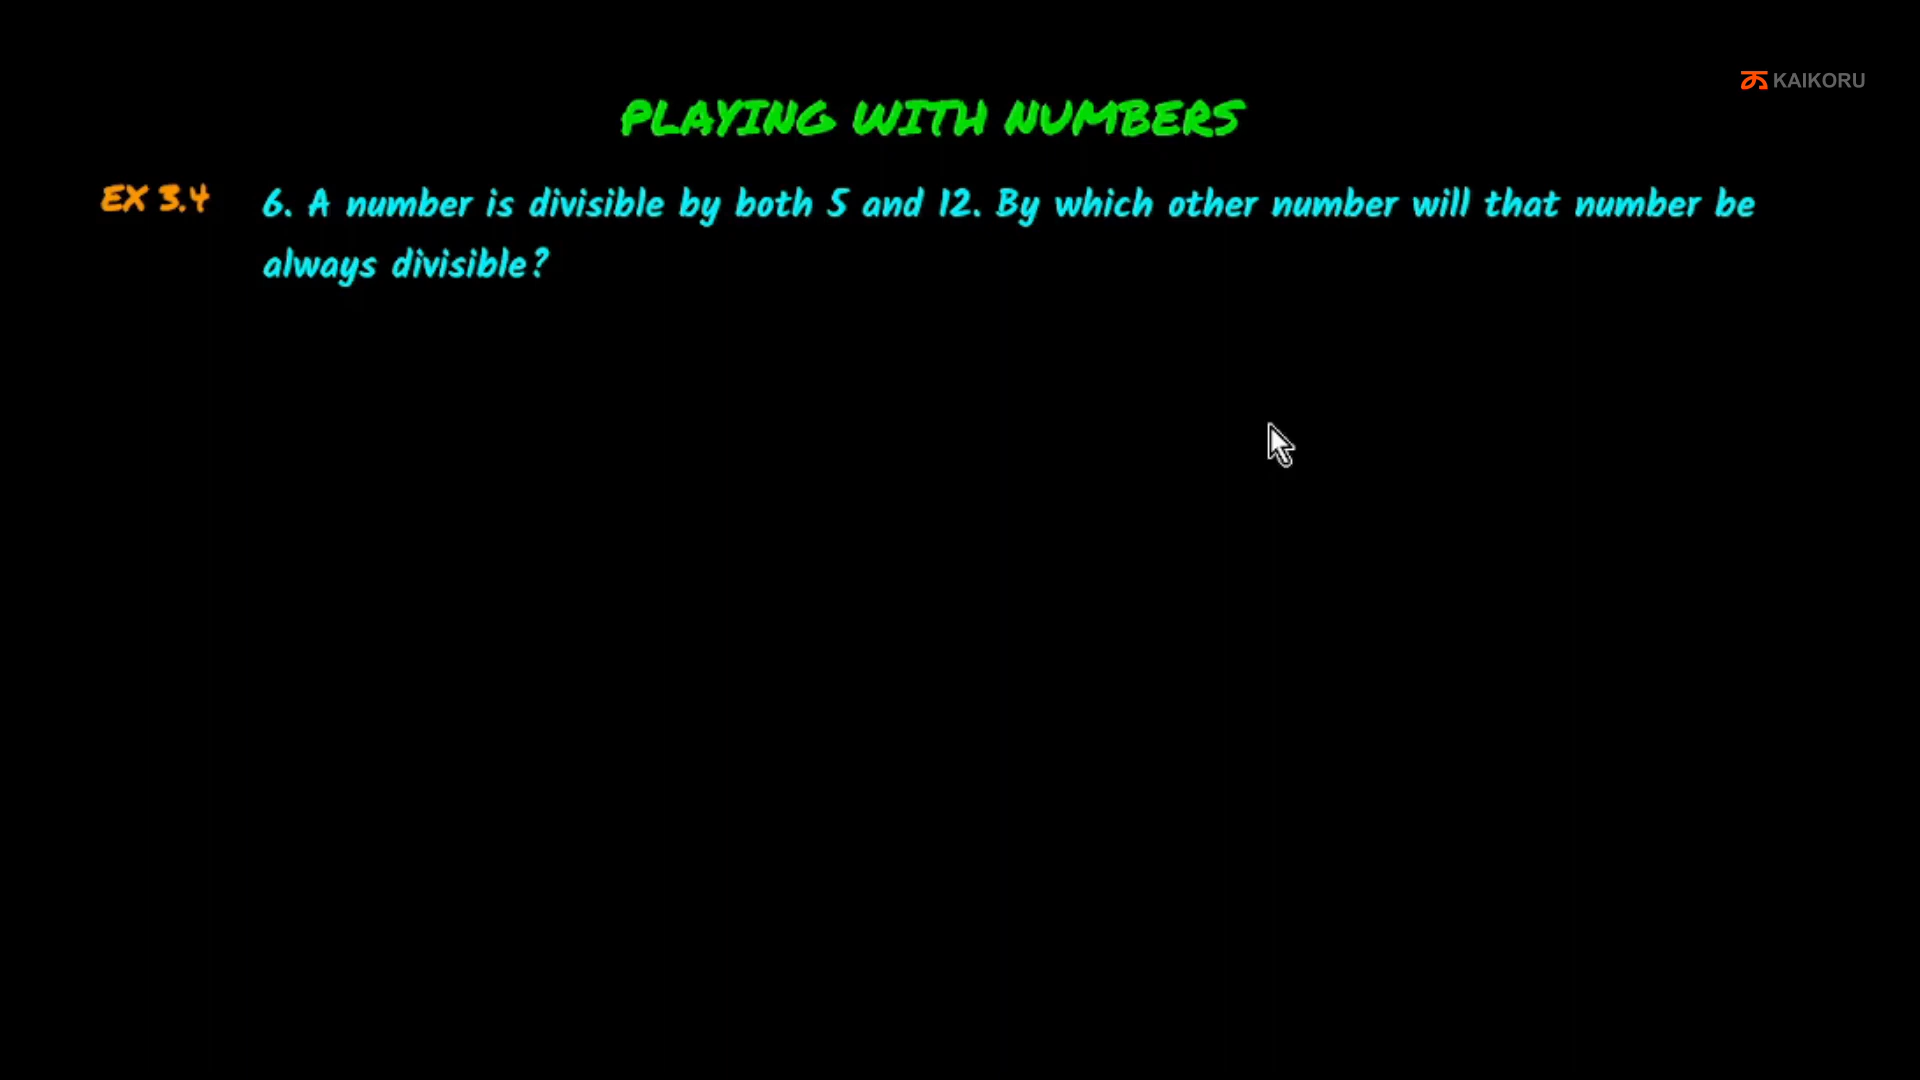 KAIKORU
PLAYING WITH NUMBERS
EX 3.4
6. A number is divisible by both 5 and 12. By which other number will that number be
always divisible?